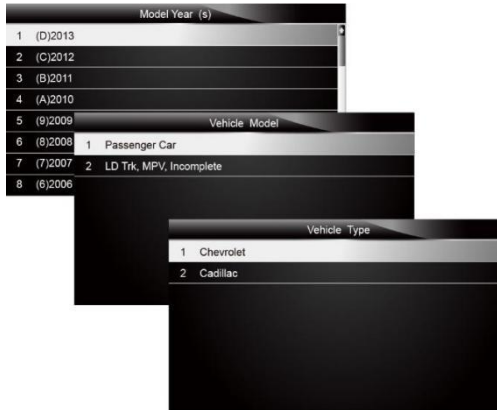 Model Year (s)
1 (D)2013
2 (C)2012
3 (B)2011
4 (A)2010
5 (9)2009
6 (8)2008
7 (7)2007
8 (6)2006
Vehicle Model
1 Passenger Car
2 LD Trk, MPV, Incomplete
Vehicle Type
1 Chevrolet
2 Cadillac